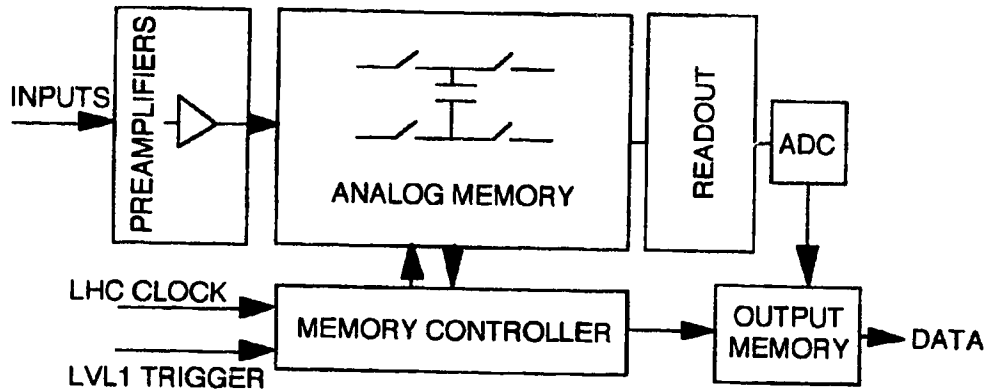 INPUTS
PREAMPLIFIERS
ANALOG MEMORY
READOUT
ADC
LHC CLOCK
LVL1 TRIGGER
MEMORY CONTROLLER
OUTPUT
MEMORY
DATA